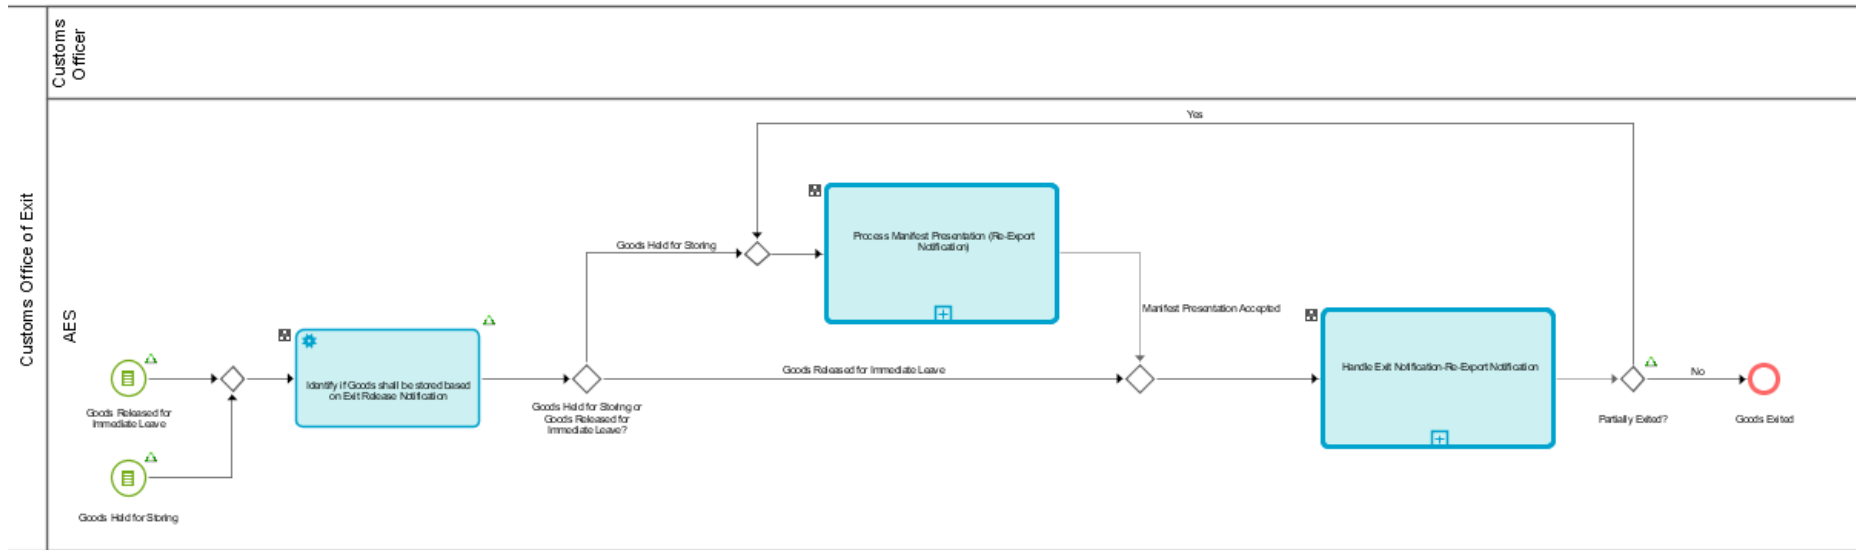 Customs
Officer
Customs Office of Exit
AES
Yes
Goods Held for Storing
Process Manifest Presentation (Re-Export
Notification)
Manifest Presentation Accepted
Goods Released for
Immediate Leave
Identify if Goods shall be stored based
on Exit Release Notification
Goods Held for Storing or
Goods Released for
Immediate Leave?
Goods Released for Immediate Leave
Handle Exit Notification-Re-Export Notification
Partially Exited?
No
Goods Exited
Goods Held for Storing